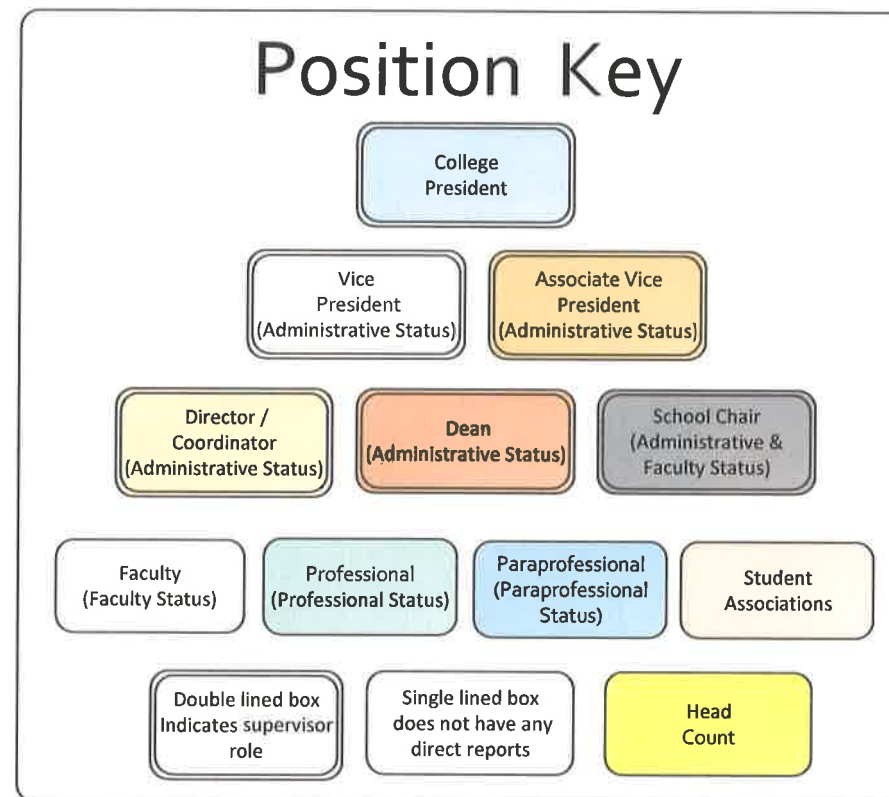 Position Key
College
President
Vice
President
(Administrative Status)
Associate Vice
President
(Administrative Status)
Director /
Coordinator
(Administrative Status)
Dean
(Administrative Status)
School Chair
(Administrative &
Faculty Status)
Faculty
(Faculty Status)
Professional
(Professional Status)
Paraprofessional
(Paraprofessional
Status)
Student
Associations
Double lined box
Indicates supervisor
role
Single lined box
does not have any
direct reports
Head
Count